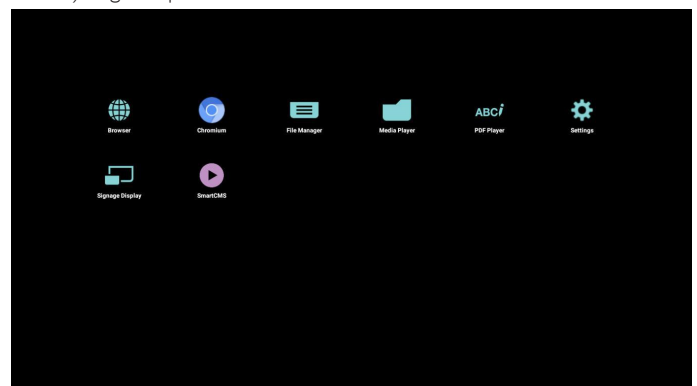 ABCi
Browser
Chromium
File Manager
Media Player
PDF Player
Settings
Signage Display
SmartCMS